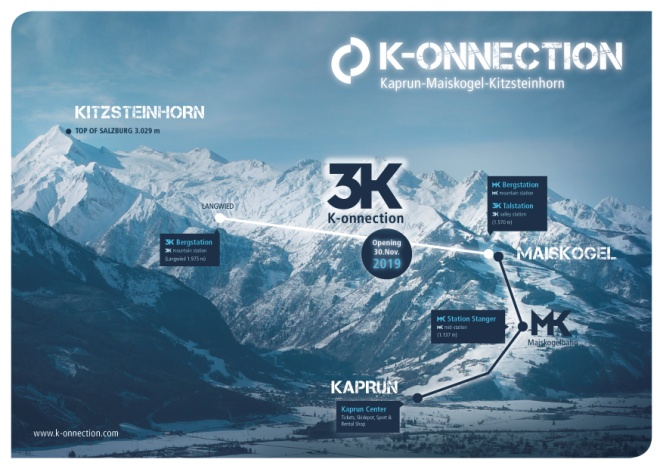 K-ONNECTION
Kaprun-Maiskogel-Kitzsteinhorn
KITZSTEINHORN
TOP OF SALZBURG 3.029 m
3K
K-onnection
Opening
30.Nov.
2019
LANGWIED
3K Bergstation
3K mountain station
(Langwied 1.975 m)
MK Bergstation
MK mountain station
3K Talstation
3K valley station
(1.570 m)
MAISKOGEL
MK Station Stanger
MK mid-station
(1.137 m)
MK
Maiskogelbahn
KAPRUN
Kaprun Center
Tickets, Skidepot, Sport &
Rental Shop
www.k-onnection.com